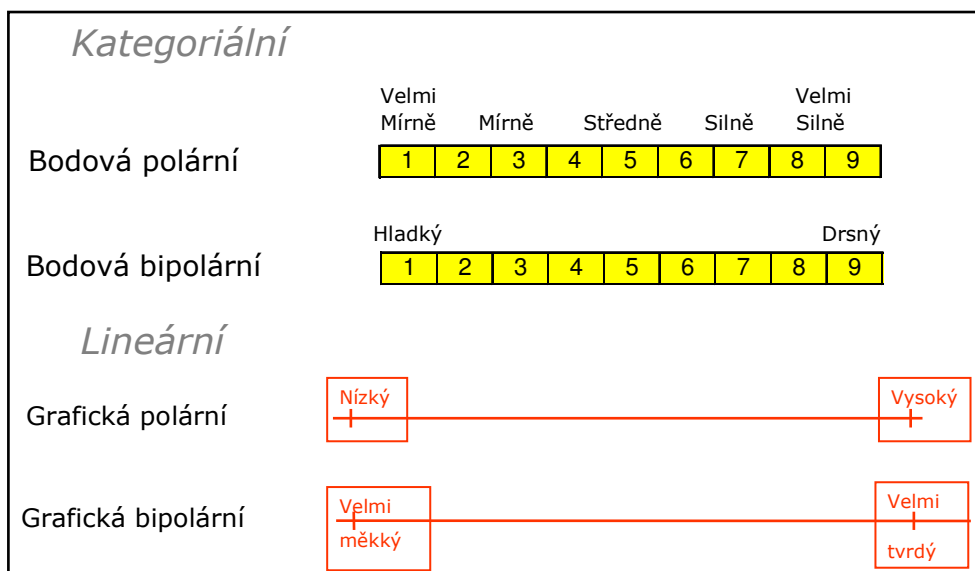 Kategoriální
Velmi Velmi
Mírně Mírně Středně Silně Silně
Bodová polární 1 2 3 4 5 6 7 8 9
Hladký Drsný
Bodová bipolární 1 2 3 4 5 6 7 8 9
Lineární
Nízký Vysoký
Grafická polární
Velmi Velmi
Grafická bipolární
měkký tvrdý